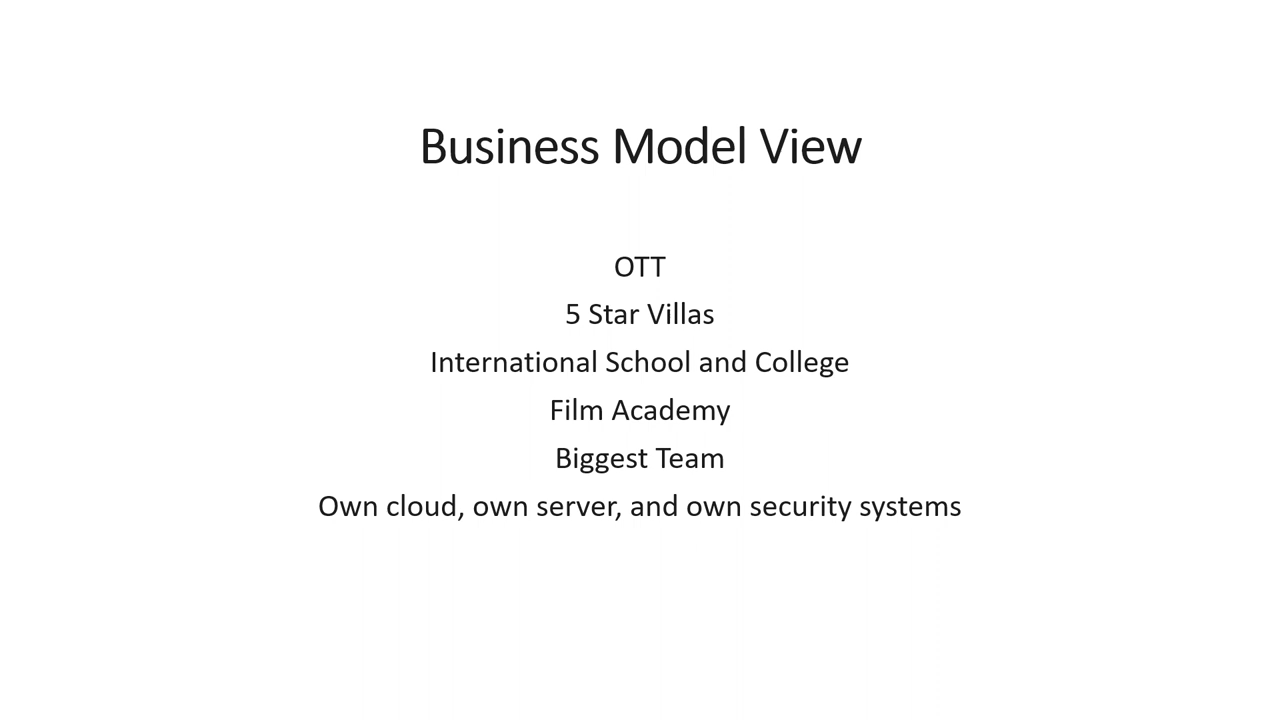 Business Model View
OTT
5 Star Villas
International School and College
Film Academy
Biggest Team
Own cloud, own server, and own security systems